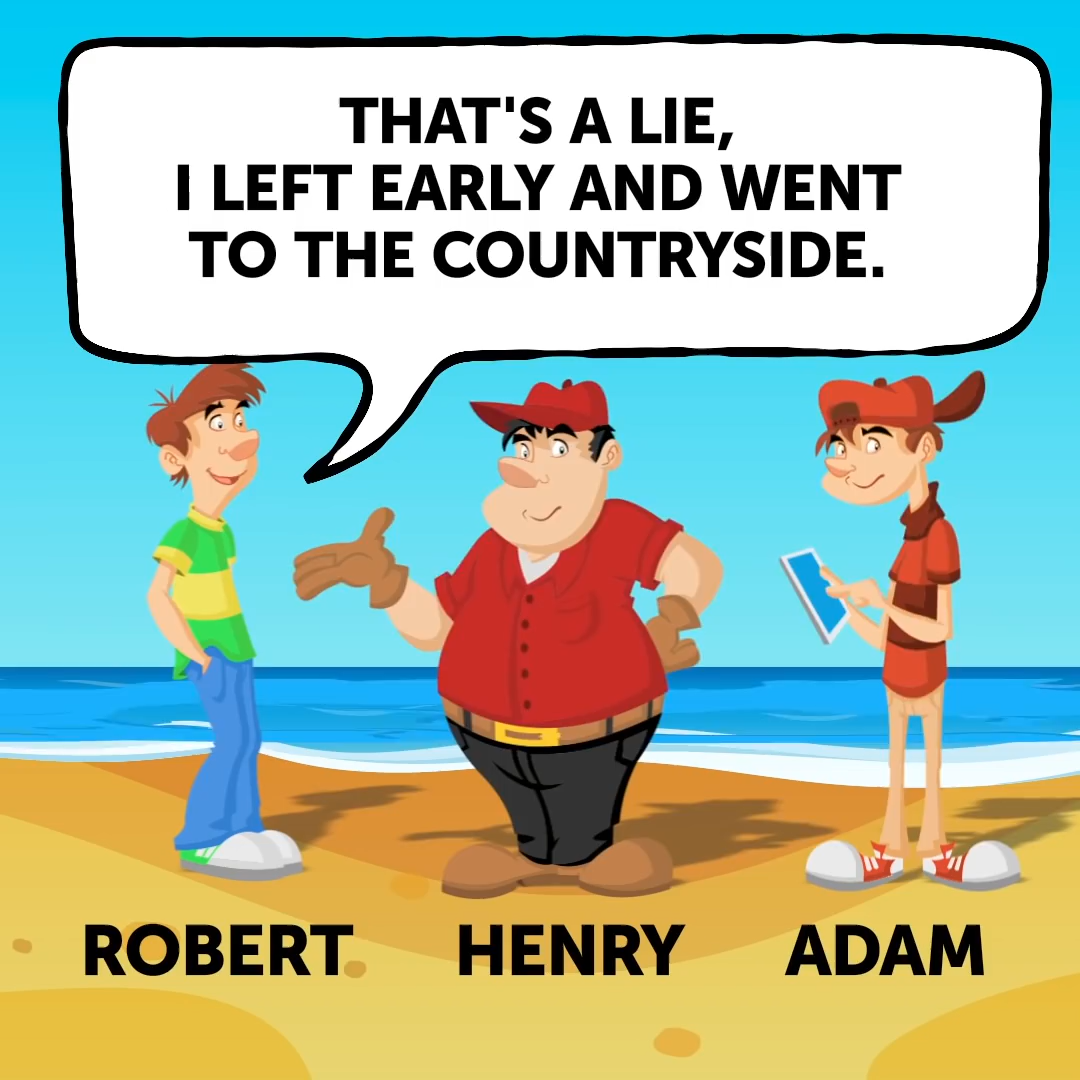 THAT'S A LIE,
I LEFT EARLY AND WENT
TO THE COUNTRYSIDE.
ROBERT
HENRY
ADAM